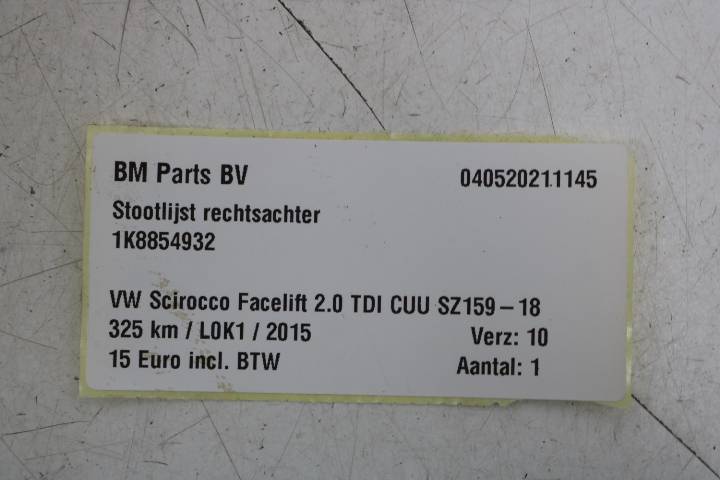 BM Parts BV 040520211145
Stootlijst rechtsachter
1K8854932
VW Scirocco Facelift 2.0 TDI CUU SZ159-18
325 km / L0K1 / 2015 Verz: 10
15 Euro incl. BTW Aantal: 1